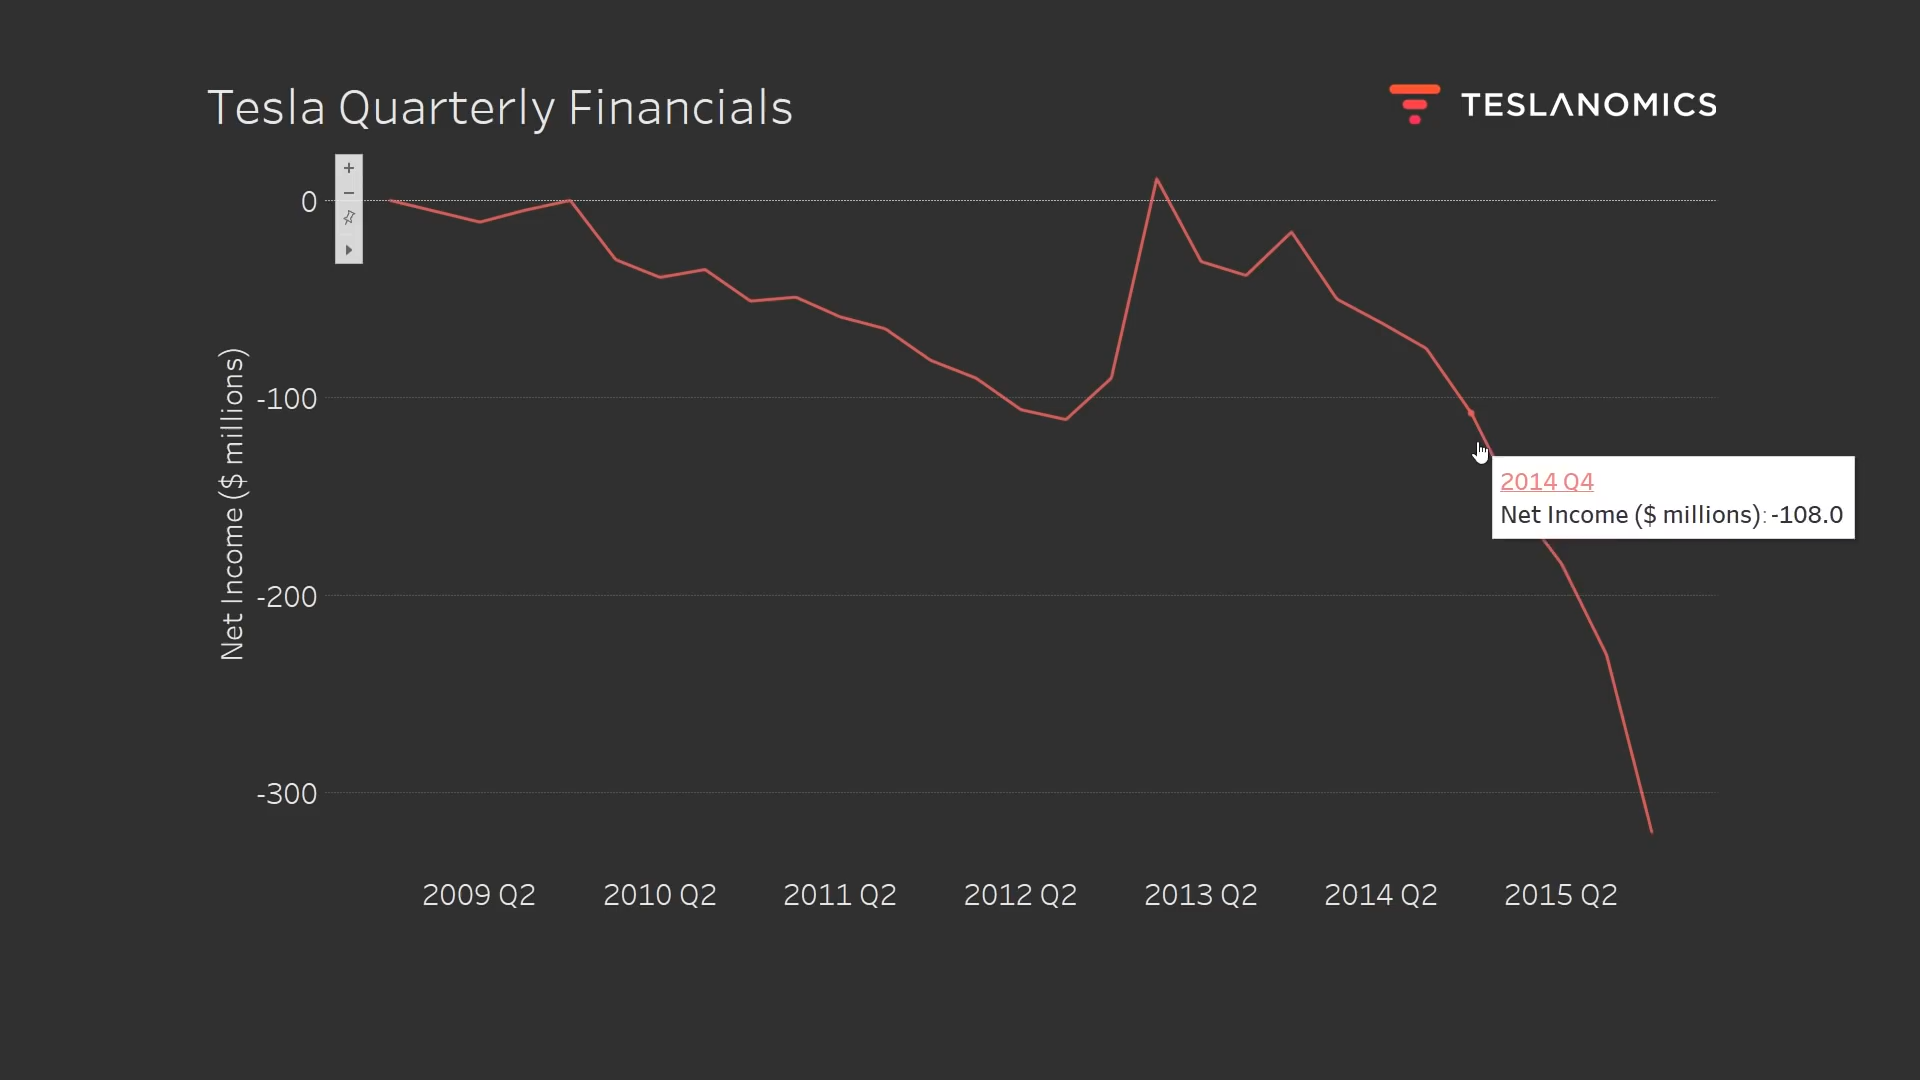 Tesla Quarterly Financials
TESLANOMICS
Net Income ($ millions)
0
-100
-200
-300
2014 Q4
Net Income ($ millions): -108.0
2009 Q2
2010 Q2
2011 Q2
2012 Q2
2013 Q2
2014 Q2
2015 Q2